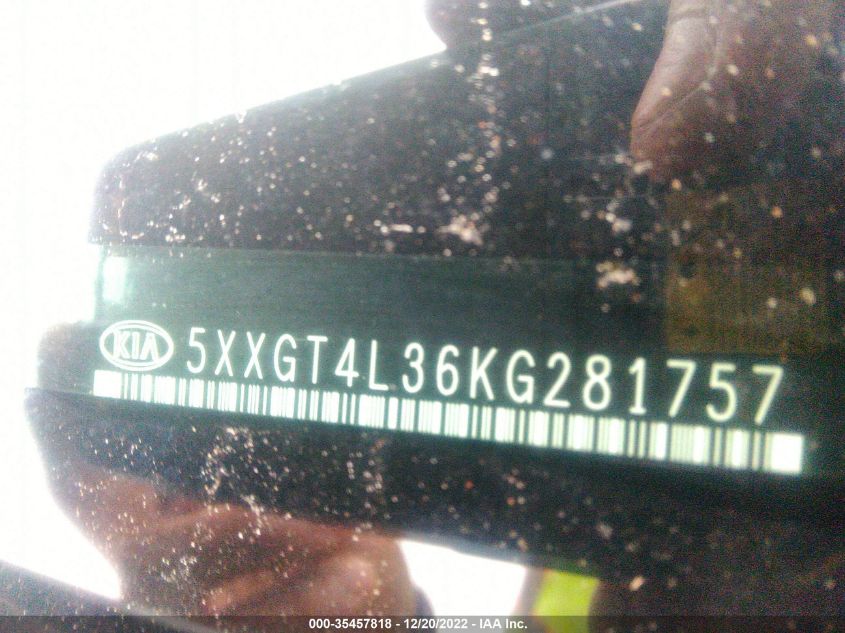 KIA 5XXGT4L36KG281757
000-35457818 - 12/20/2022 - IAA Inc.